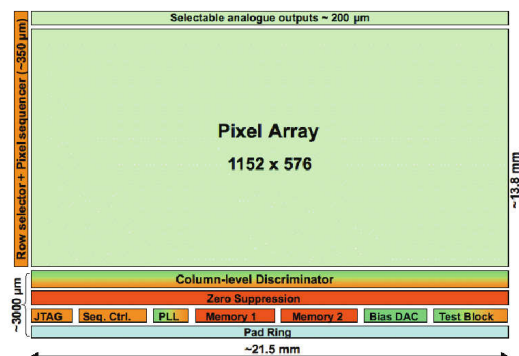 Selectable analogue outputs ~ 200 µm
Row selector + Pixel sequencer (~350 µm)
Pixel Array
1152 x 576
~13.8 mm
Column-level Discriminator
Zero Suppression
~3000 µm
JTAG Seq. Ctrl. PLL Memory 1 Memory 2 Bias DAC Test Block
Pad Ring
~21.5 mm